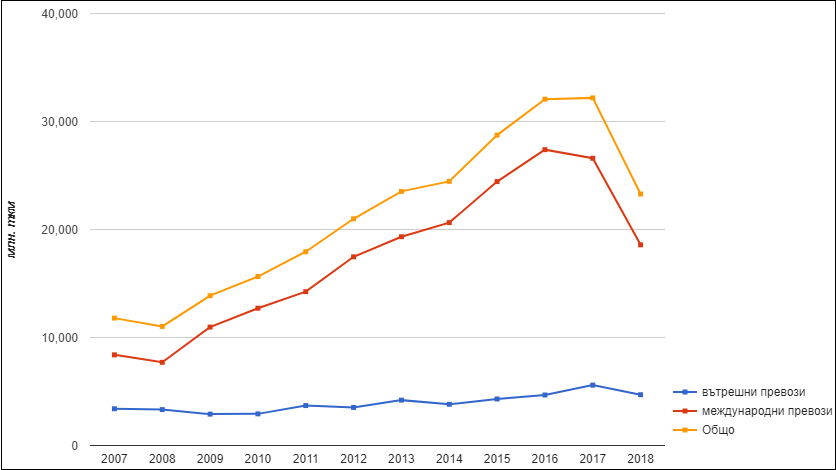 40,000
30,000
20,000
10,000
0
млн. ткм
2007 2008 2009 2010 2011 2012 2013 2014 2015 2016 2017 2018
вътрешни превози
международни превози
Общо